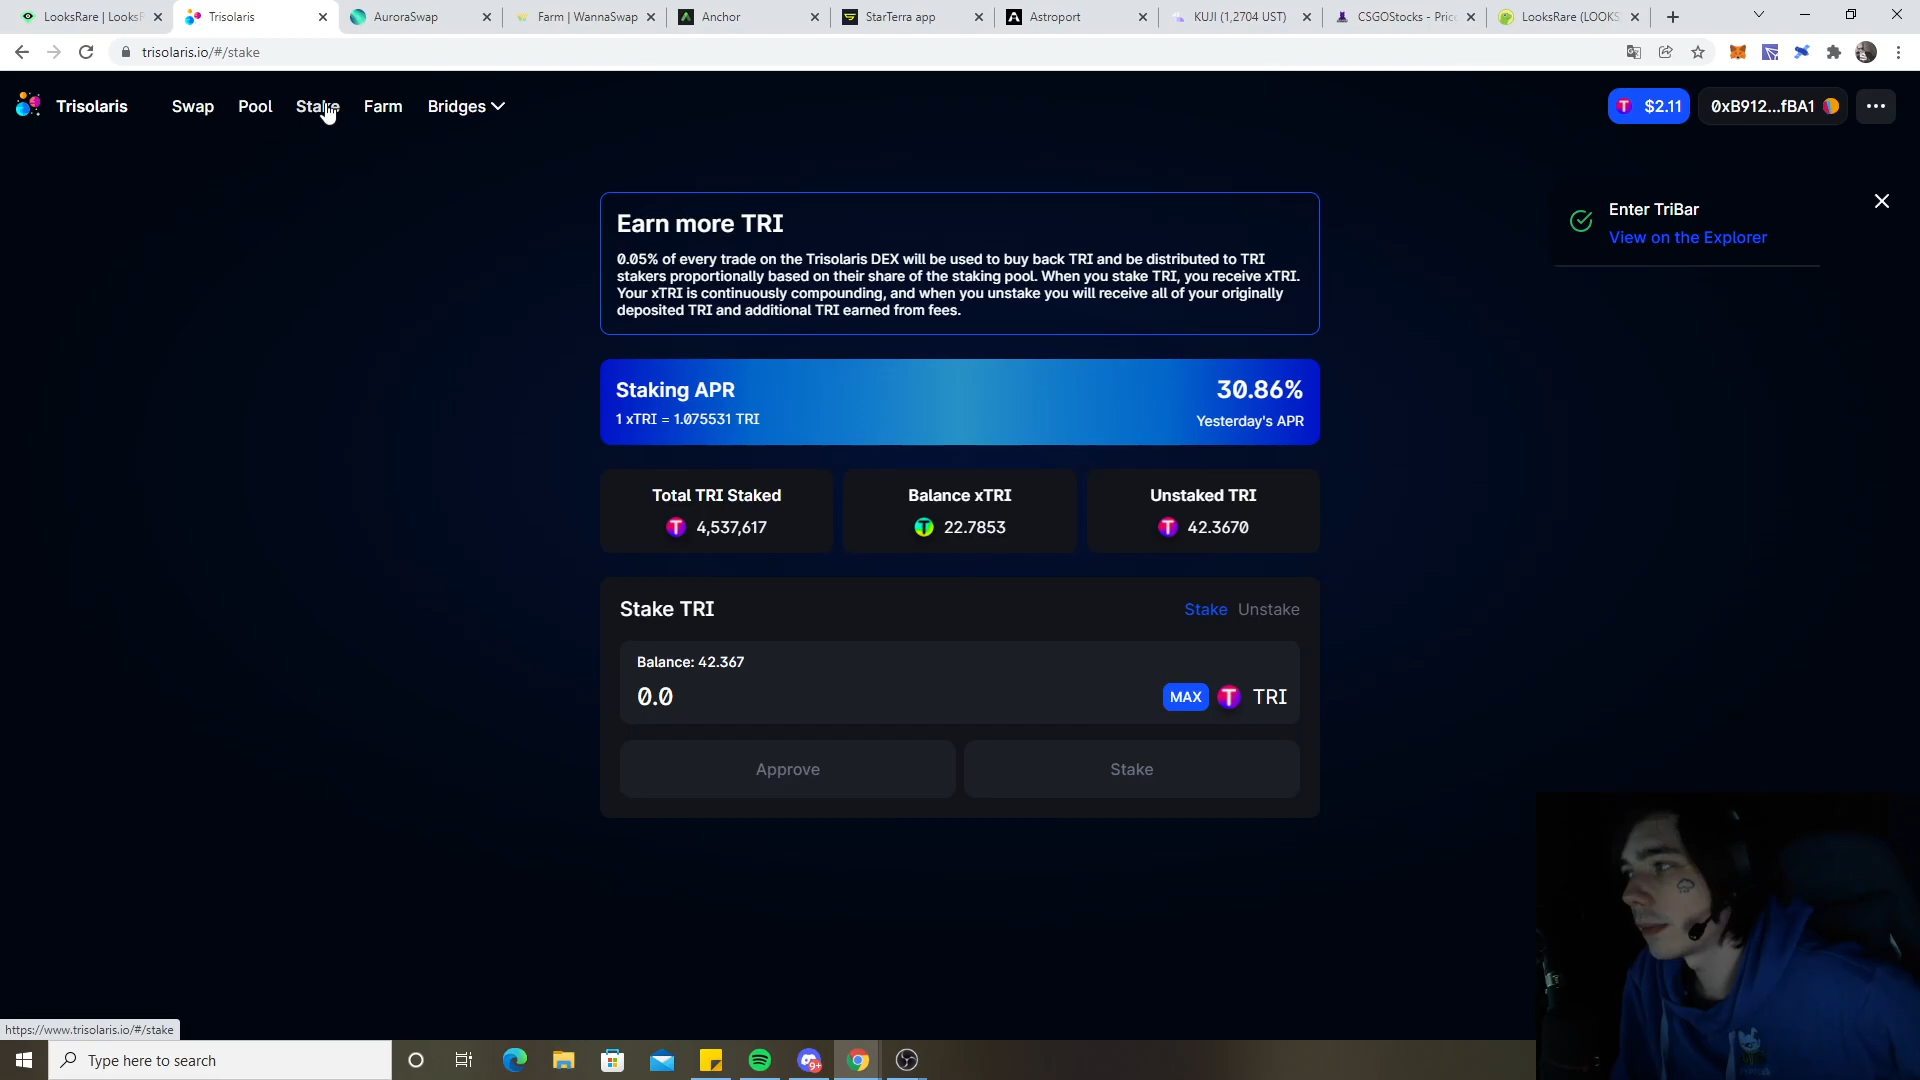 LooksRare | LooksR
Trisolaris
AuroraSwap
Farm | WannaSwap
Anchor
StarTerra app
Astroport
KUJI (1,2704 UST)
CSGOStocks - Pric
LooksRare (LOOKS
trisolaris.io/#/stake
Trisolaris
Swap
Pool
Stake
Farm
Bridges
$2.11
0xB912...fBA1
Enter TriBar
View on the Explorer
Earn more TRI
0.05% of every trade on the Trisolaris DEX will be used to buy back TRI and be distributed to TRI
stakers proportionally based on their share of the staking pool. When you stake TRI, you receive xTRI.
Your xTRI is continuously compounding, and when you unstake you will receive all of your originally
deposited TRI and additional TRI earned from fees.
Staking APR
30.86%
1 xTRI = 1.075531 TRI
Yesterday's APR
Total TRI Staked
4,537,617
Balance xTRI
22.7853
Unstaked TRI
42.3670
Stake TRI
Stake Unstake
Balance: 42.367
0.0
MAX
TRI
Approve
Stake
https://www.trisolaris.io/#/stake
Type here to search
9+